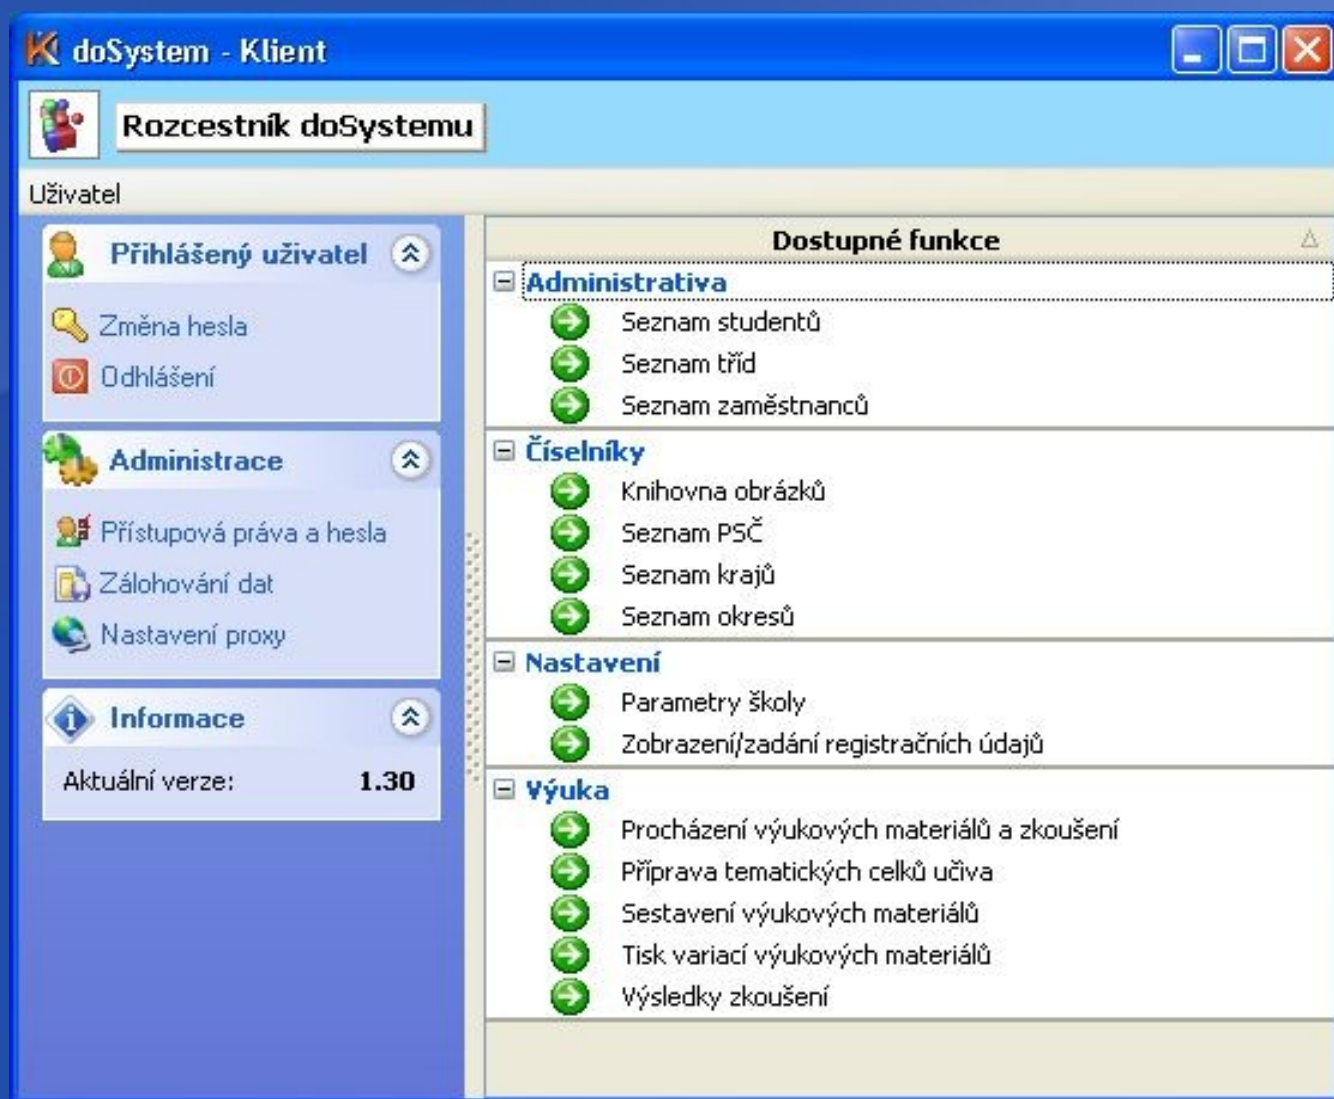 doSystem - Klient
Rozcestník doSystemu
Uživatel
Přihlášený uživatel
Změna hesla
Odhlášení
Administrace
Přístupová práva a hesla
Zálohování dat
Nastavení proxy
Informace
Aktuální verze: 1.30
Dostupné funkce
Administrativa
Seznam studentů
Seznam tříd
Seznam zaměstnanců
Číselníky
Knihovna obrázků
Seznam PSČ
Seznam krajů
Seznam okresů
Nastavení
Parametry školy
Zobrazení/zadání registračních údajů
Výuka
Procházení výukových materiálů a zkoušení
Příprava tematických celků učiva
Sestavení výukových materiálů
Tisk variací výukových materiálů
Výsledky zkoušení